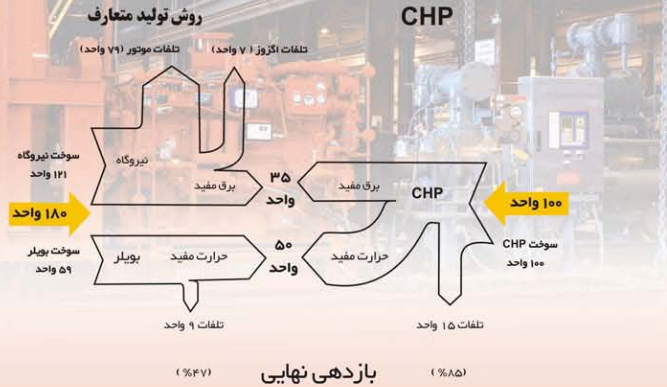 روش تولید متعارف
CHP
تلفات موتور (۷۹ واحد)
تلفات اگزوز (۷ واحد)
سوخت نیروگاه
۱۲۱ واحد
نیروگاه
برق مفید
۳۵
واحد
برق مفید
CHP
۱۸۰ واحد
۱۰۰ واحد
سوخت بویلر
۵۹ واحد
بویلر
حرارت مفید
۵۰
واحد
حرارت مفید
سوخت CHP
۱۰۰ واحد
تلفات ۹ واحد
تلفات ۱۵ واحد
(%۴۷)
بازدهی نهایی
(%۸۵)